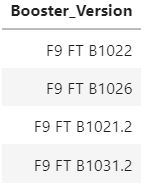 Booster_Version
F9 FT B1022
F9 FT B1026
F9 FT B1021.2
F9 FT B1031.2